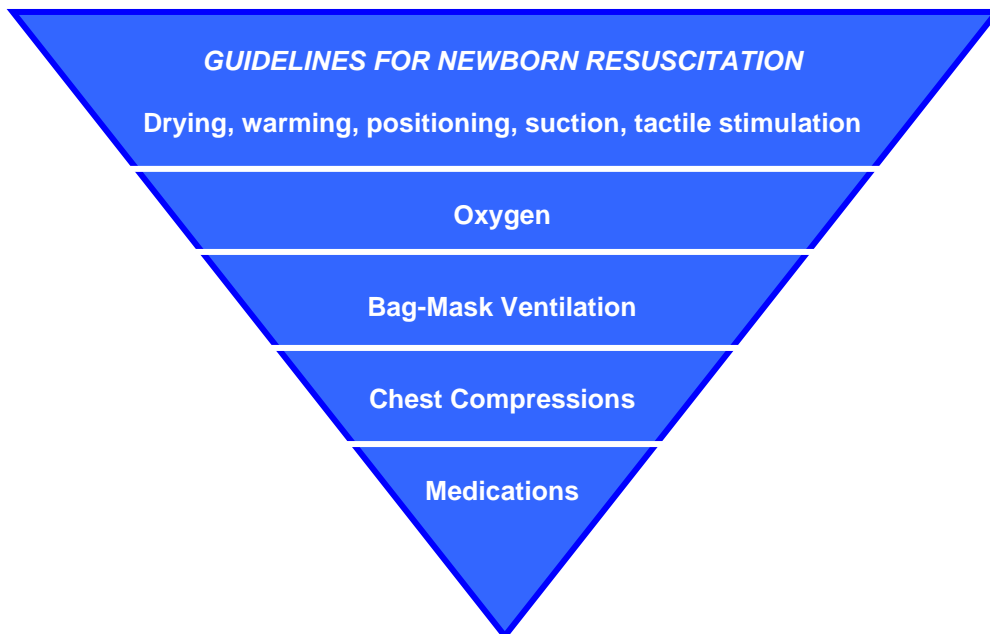 GUIDELINES FOR NEWBORN RESUSCITATION
Drying, warming, positioning, suction, tactile stimulation
Oxygen
Bag-Mask Ventilation
Chest Compressions
Medications